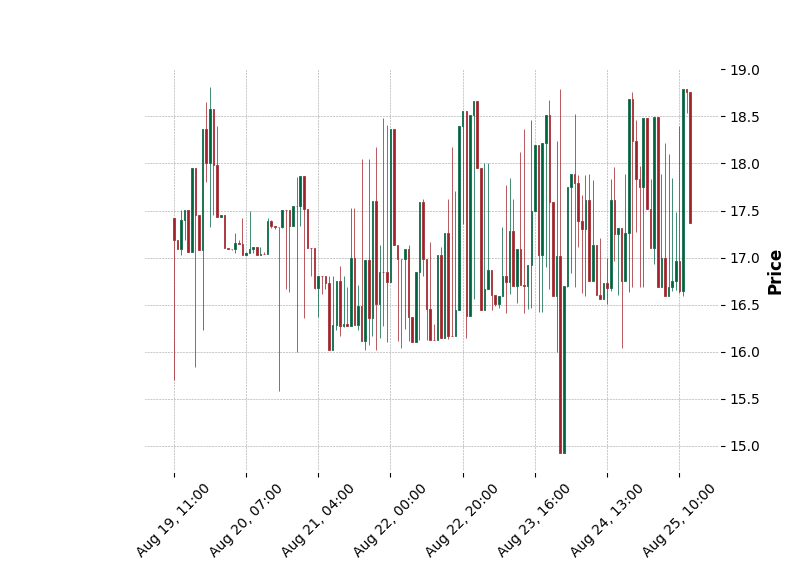 19.0
18.5
18.0
17.5
17.0
16.5
16.0
15.5
15.0
Price
Aug 19, 11:00
Aug 20, 07:00
Aug 21, 04:00
Aug 22, 00:00
Aug 22, 20:00
Aug 23, 16:00
Aug 24, 13:00
Aug 25, 10:00